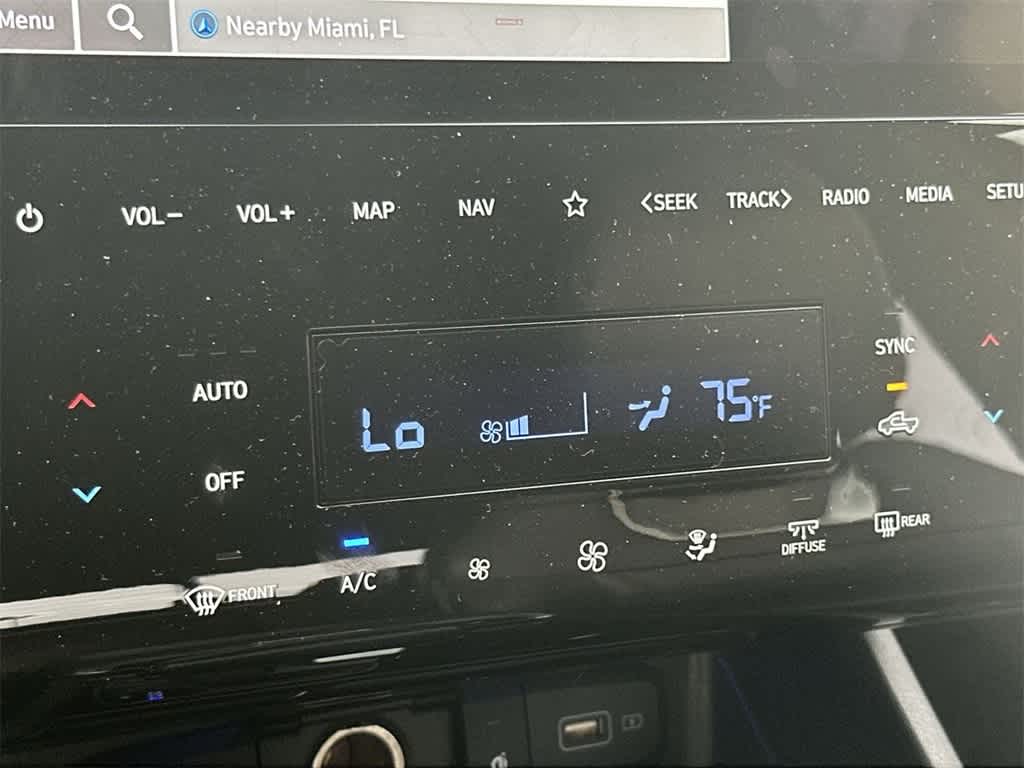 Menu
Nearby Miami, FL
VOL−
VOL+
MAP
NAV
<SEEK
TRACK>
RADIO
MEDIA
SETU
AUTO
OFF
Lo
75°F
SYNC
FRONT
A/C
DIFFUSE
REAR